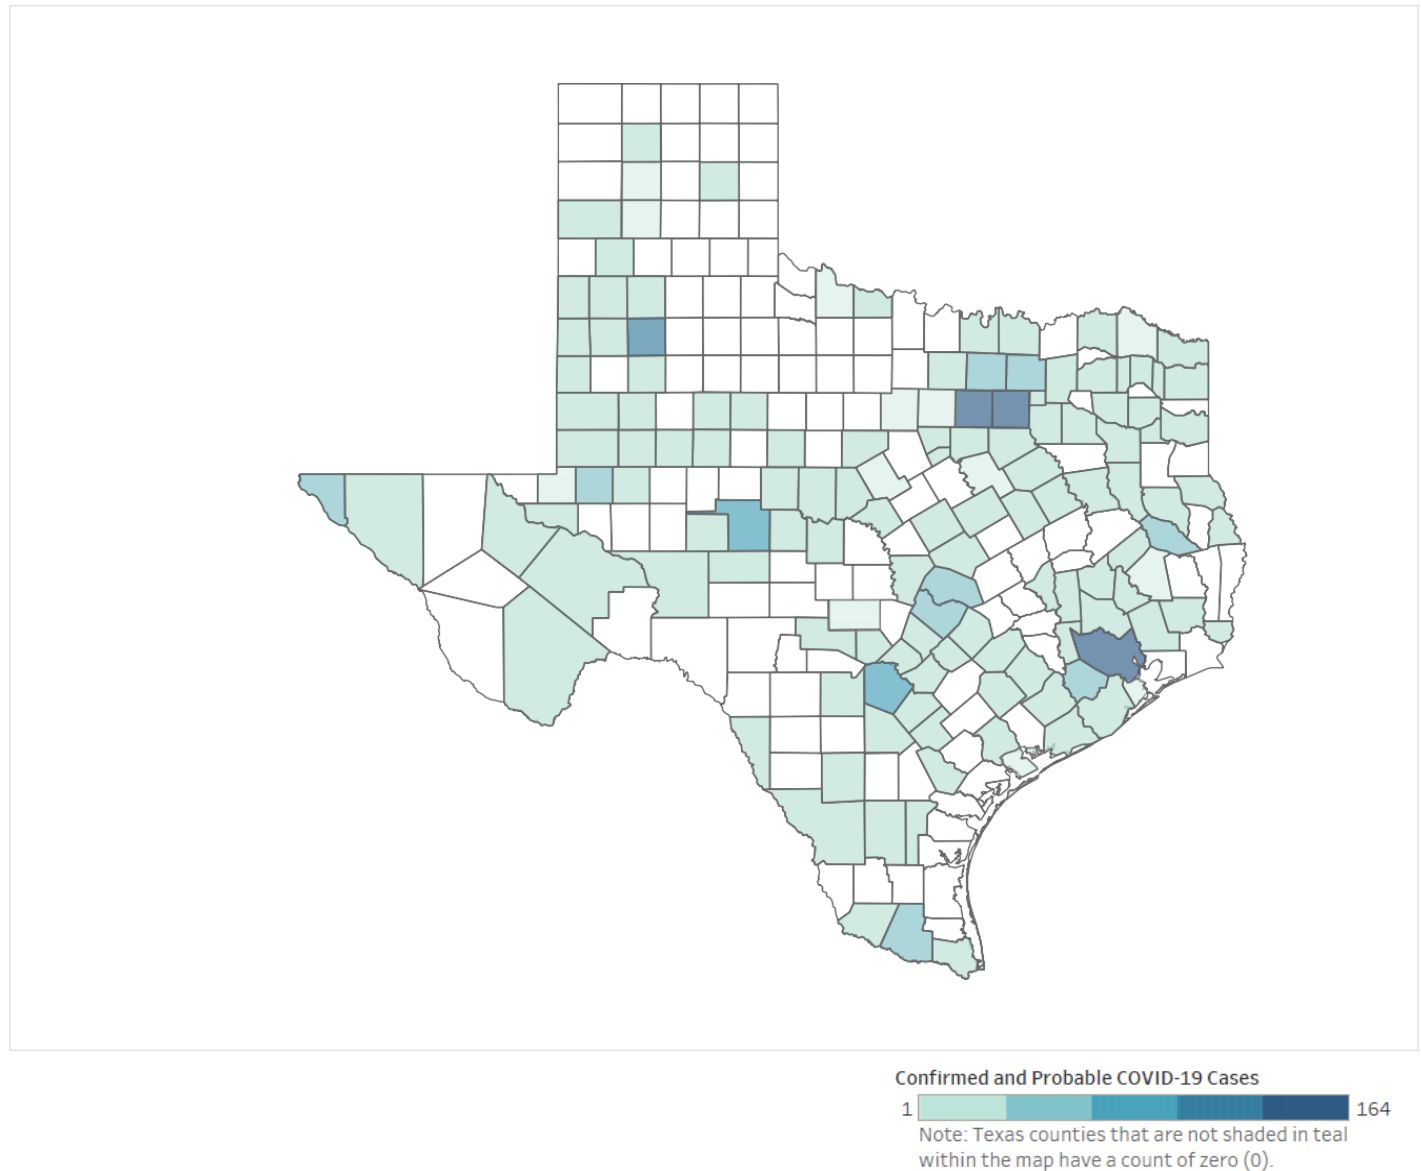 Confirmed and Probable COVID-19 Cases
1 164
Note: Texas counties that are not shaded in teal
within the map have a count of zero (0).